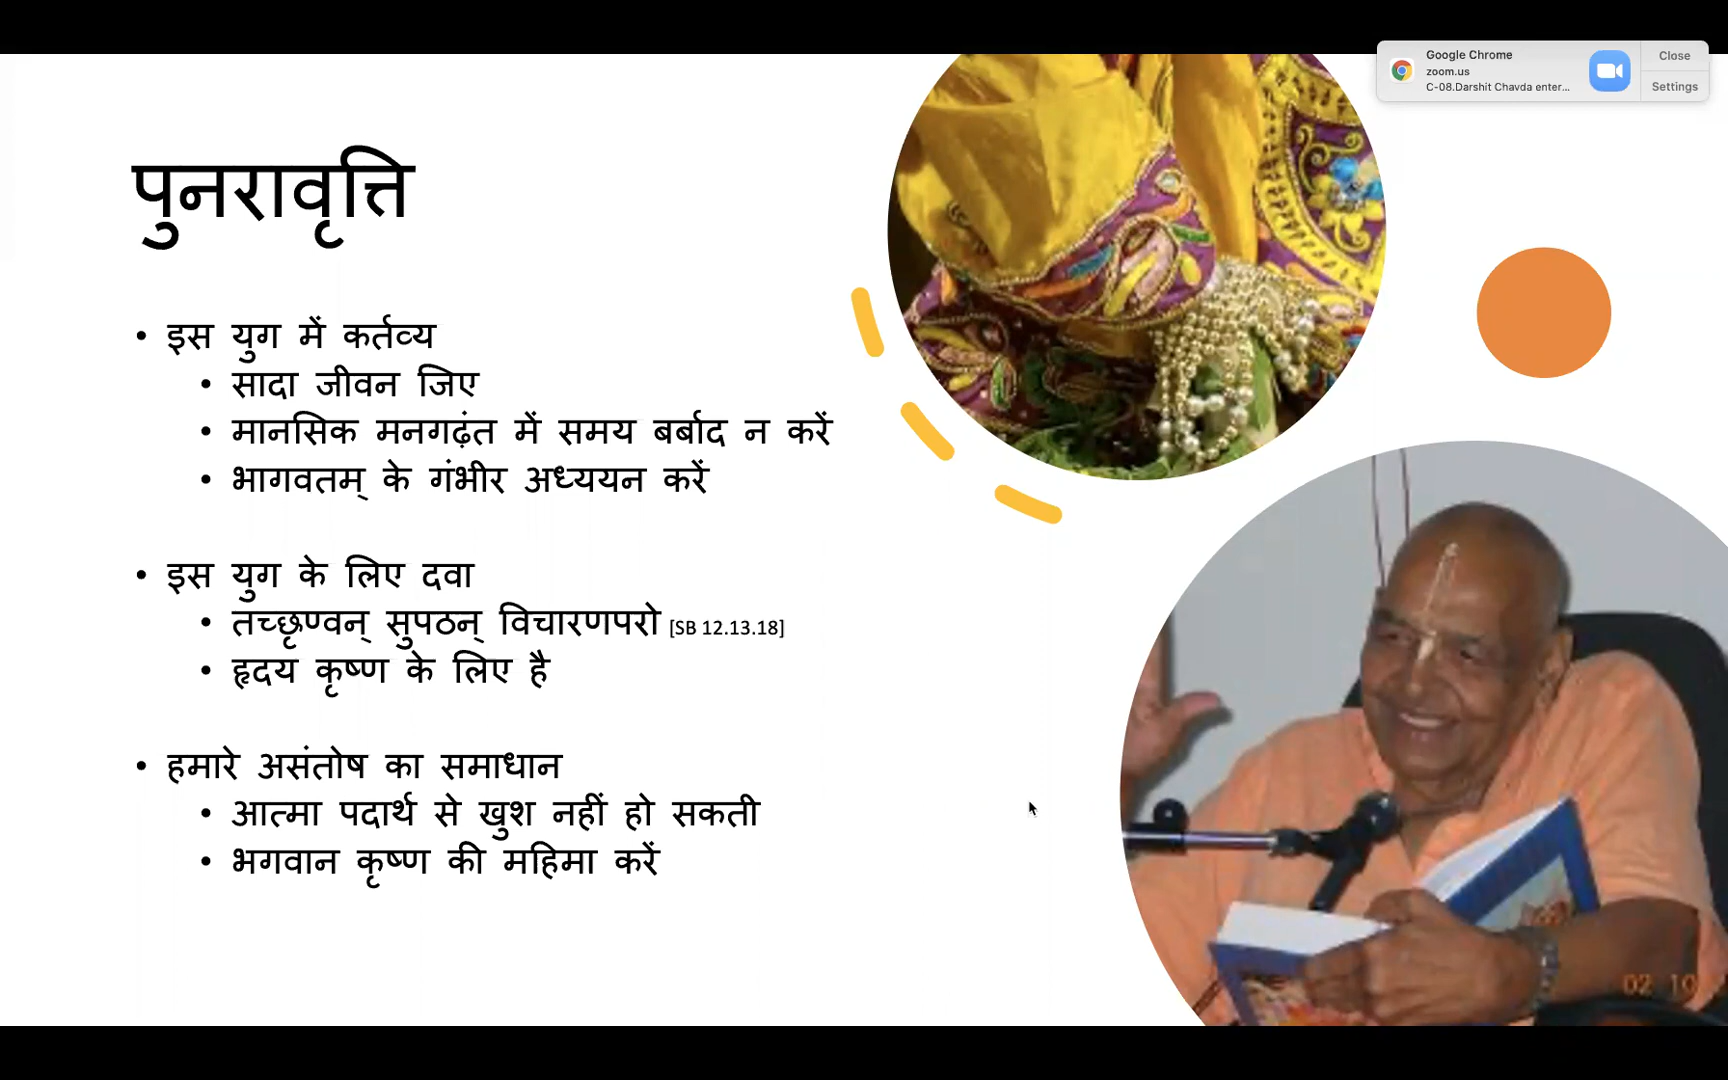 Google Chrome
Close
zoom.us
C-08.Darshit Chavda enter...
Settings
पुनरावृत्ति
• इस युग में कर्तव्य
• सादा जीवन जिए
• मानसिक मनगढ़ंत में समय बर्बाद न करें
• भागवतम् के गंभीर अध्ययन करें
• इस युग के लिए दवा
• तच्छृण्वन् सुपठन् विचारणपरो [SB 12.13.18]
• हृदय कृष्ण के लिए है
• हमारे असंतोष का समाधान
• आत्मा पदार्थ से खुश नहीं हो सकती
• भगवान कृष्ण की महिमा करें
02 10